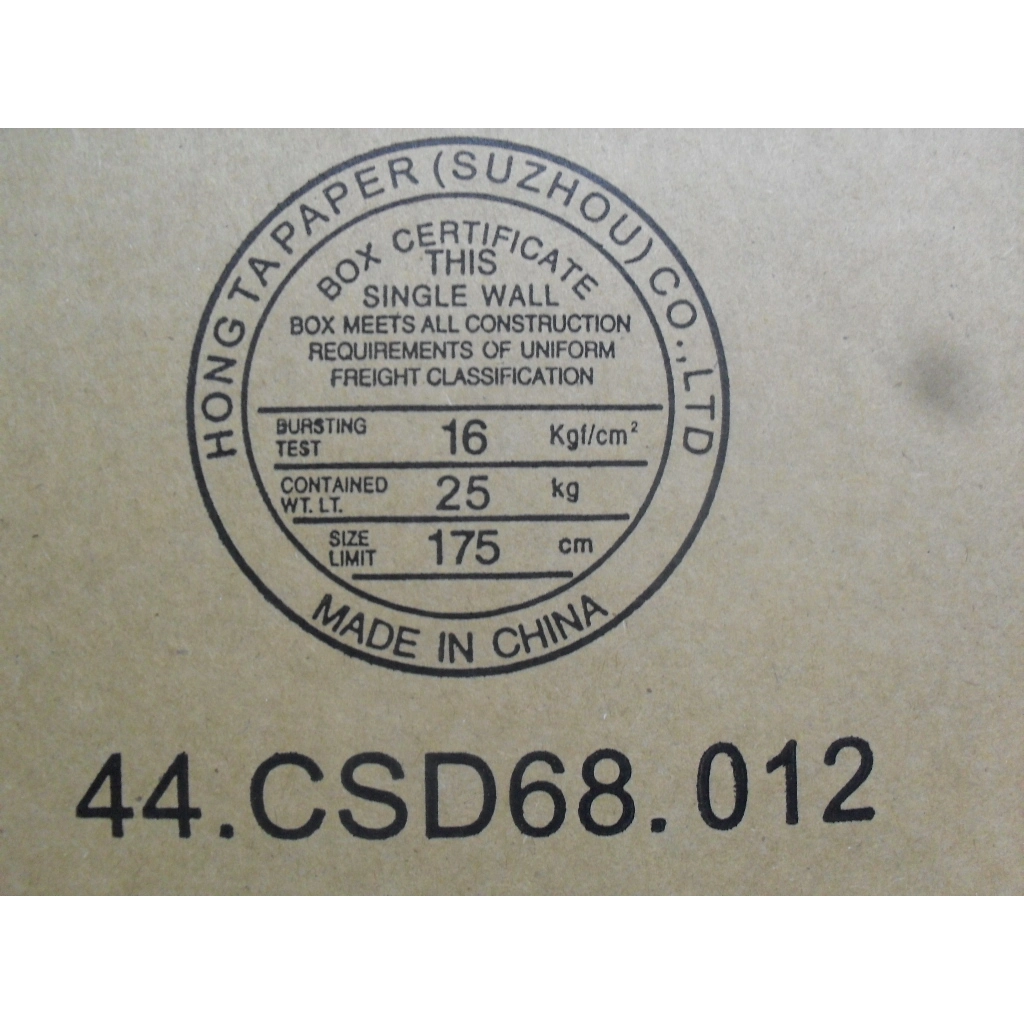 HONG TA PAPER (SUZHOU) CO., LTD
BOX CERTIFICATE
THIS
SINGLE WALL
BOX MEETS ALL CONSTRUCTION
REQUIREMENTS OF UNIFORM
FREIGHT CLASSIFICATION
BURSTING TEST 16 Kgf/cm²
CONTAINED WT. LT. 25 kg
SIZE LIMIT 175 cm
MADE IN CHINA
44.CSD68.012